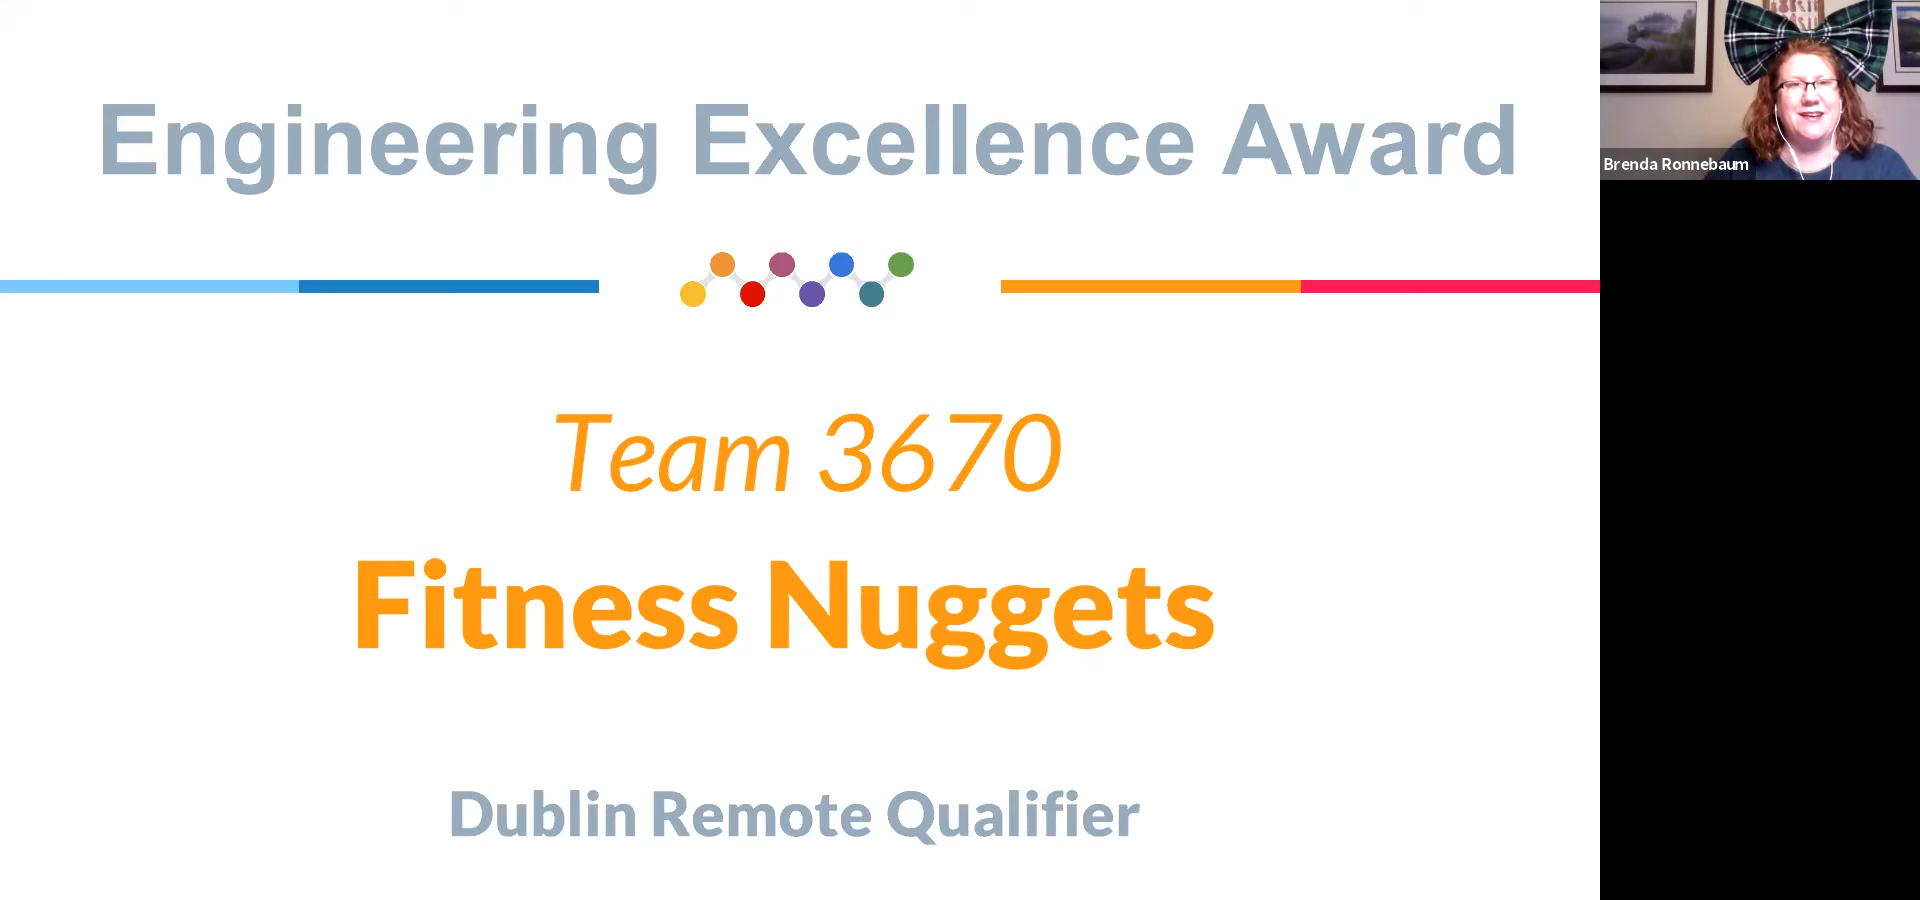 Engineering Excellence Award
Team 3670
Fitness Nuggets
Dublin Remote Qualifier
Brenda Ronnebaum